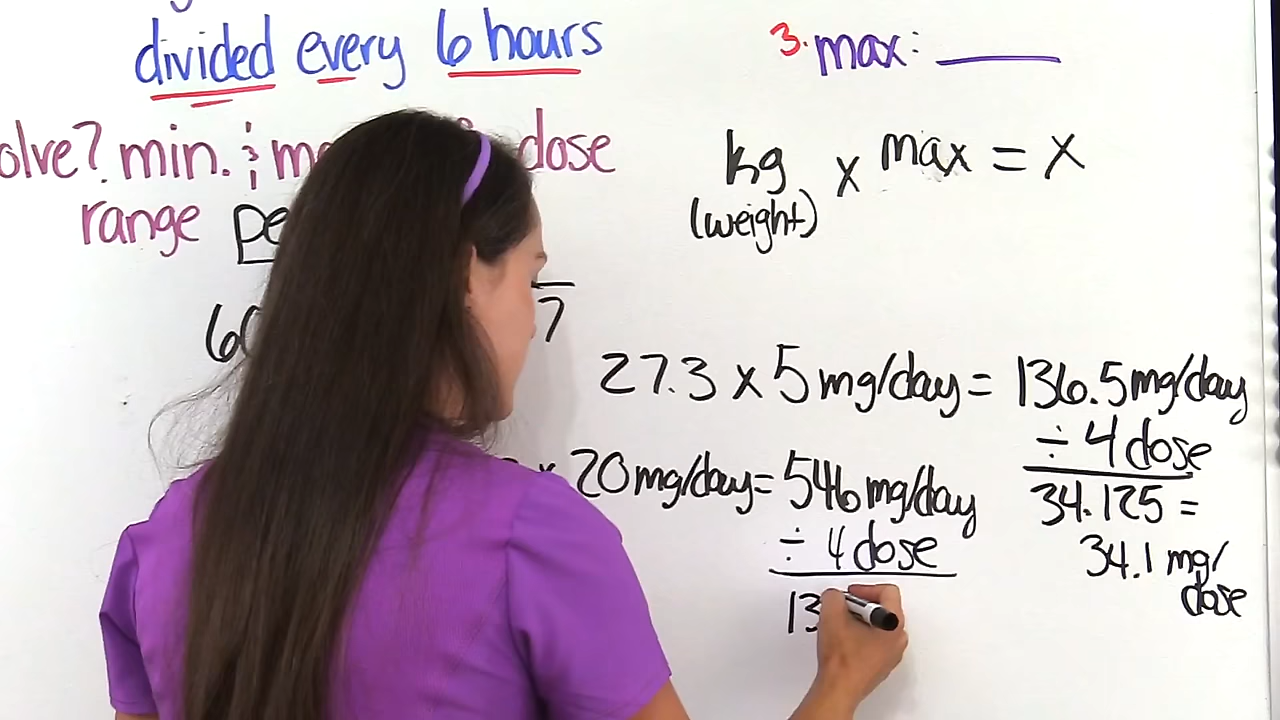 divided every 6 hours
3. max:
olve? min. & dose
range
kg x max = x
(weight)
7
27.3 x 5 mg/day = 136.5 mg/day
÷ 4 dose
34.125 =
34.1 mg/
dose
x 20 mg/day = 546 mg/day
÷ 4 dose
13